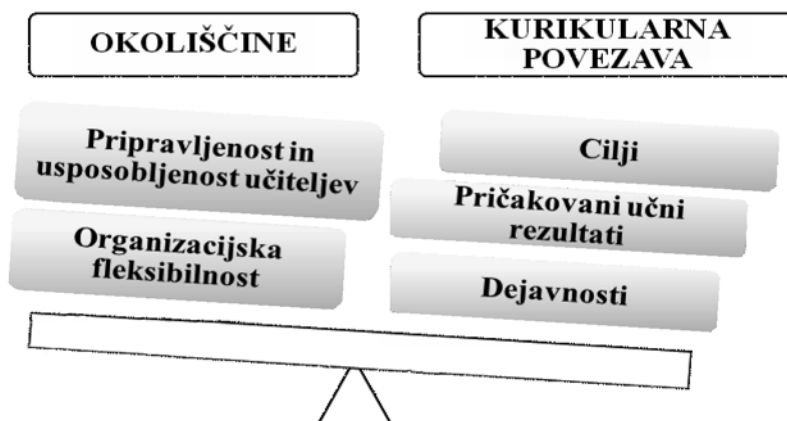 OKOLIŠČINE
KURIKULARNA
POVEZAVA
Pripravljenost in
usposobljenost učiteljev
Organizacijska
fleksibilnost
Cilji
Pričakovani učni
rezultati
Dejavnosti